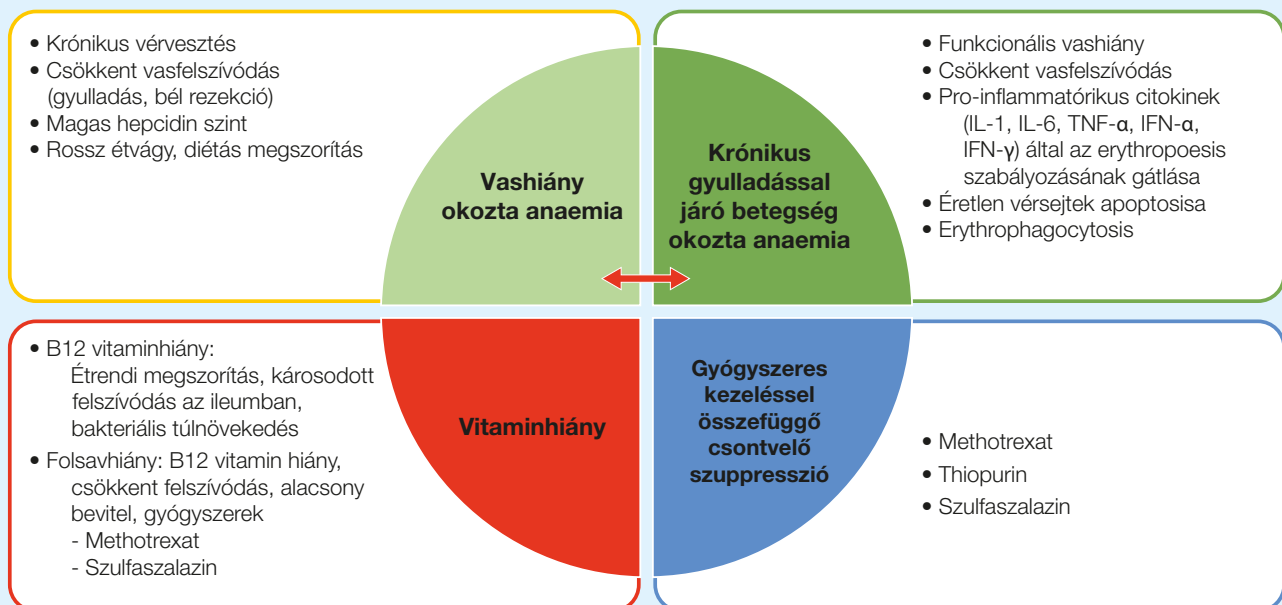 • Krónikus vérvesztés
• Csökkent vasfelszívódás
(gyulladás, bél rezekció)
• Magas hepcidin szint
• Rossz étvágy, diétás megszorítás
Vashiány
okozta anaemia
Krónikus
gyulladással
járó betegség
okozta anaemia
• Funkcionális vashiány
• Csökkent vasfelszívódás
• Pro-inflammatórikus citokinek
(IL-1, IL-6, TNF-α, IFN-α,
IFN-γ) által az erythropoesis
szabályozásának gátlása
• Éretlen vérsejtek apoptosisa
• Erythrophagocytosis
• B12 vitaminhiány:
Étrendi megszorítás, károsodott
felszívódás az ileumban,
bakteriális túlnövekedés
• Folsavhiány: B12 vitamin hiány,
csökkent felszívódás, alacsony
bevitel, gyógyszerek
- Methotrexat
- Szulfaszalazin
Vitaminhiány
Gyógyszeres
kezeléssel
összefüggő
csontvelő
szuppresszió
• Methotrexat
• Thiopurin
• Szulfaszalazin